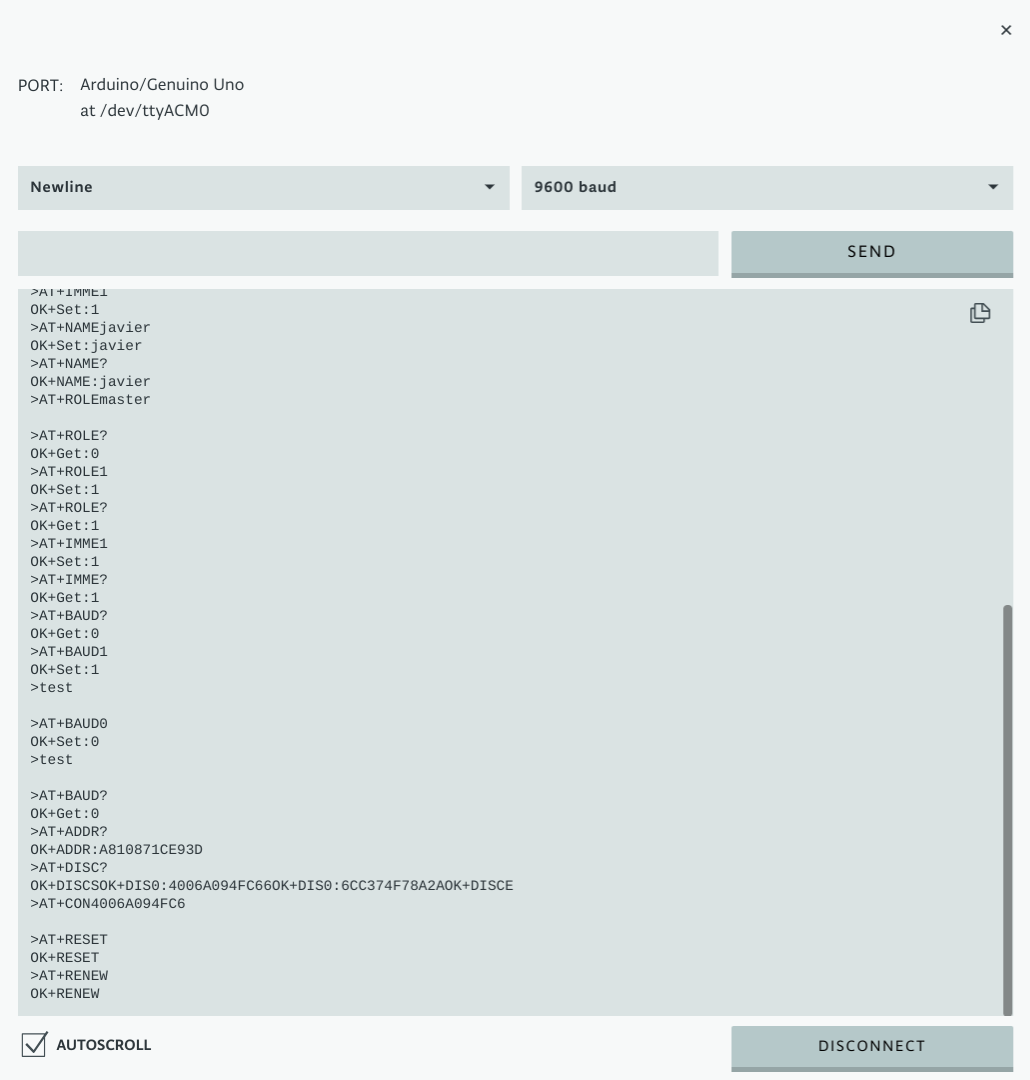 PORT: Arduino/Genuino Uno
at /dev/ttyACM0
Newline
9600 baud
SEND
>AT+IMME1
OK+Set:1
>AT+NAMEjavier
OK+Set:javier
>AT+NAME?
OK+NAME:javier
>AT+ROLEmaster
>AT+ROLE?
OK+Get:0
>AT+ROLE1
OK+Set:1
>AT+ROLE?
OK+Get:1
>AT+IMME1
OK+Set:1
>AT+IMME?
OK+Get:1
>AT+BAUD?
OK+Get:0
>AT+BAUD1
OK+Set:1
>test
>AT+BAUD0
OK+Set:0
>test
>AT+BAUD?
OK+Get:0
>AT+ADDR?
OK+ADDR:A810871CE93D
>AT+DISC?
OK+DISCSOK+DIS0:4006A094FC66OK+DIS0:6CC374F78A2AOK+DISCE
>AT+CON4006A094FC6
>AT+RESET
OK+RESET
>AT+RENEW
OK+RENEW
AUTOSCROLL
DISCONNECT